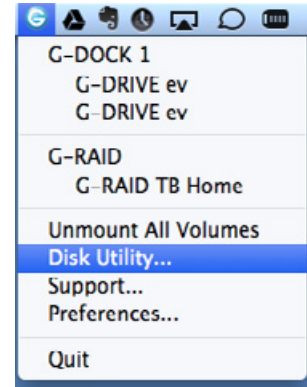 G-DOCK 1
G-DRIVE ev
G-DRIVE ev
G-RAID
G-RAID TB Home
Unmount All Volumes
Disk Utility...
Support...
Preferences...
Quit